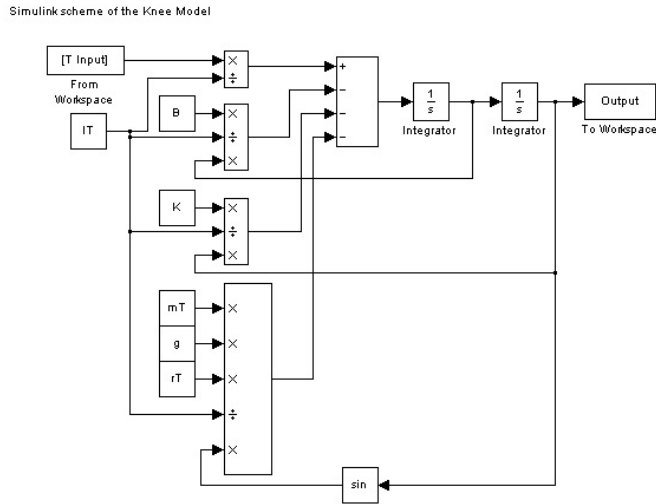 Simulink scheme of the Knee Model
[T Input]
From
Workspace
IT
B
K
mT
g
rT
×
÷
×
÷
×
×
÷
×
×
×
×
÷
×
+
−
−
−
1
s
Integrator
1
s
Integrator
Output
To Workspace
sin